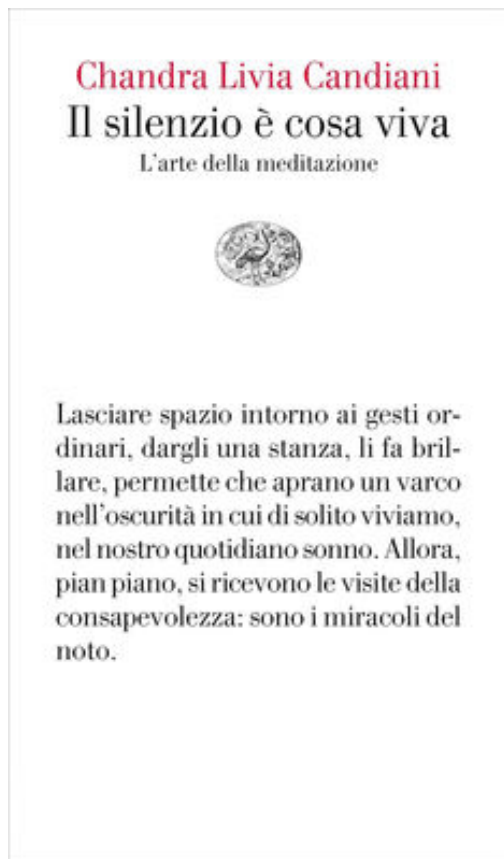 Chandra Livia Candiani
Il silenzio è cosa viva
L'arte della meditazione
Lasciare spazio intorno ai gesti or-
dinari, dargli una stanza, li fa bril-
lare, permette che aprano un varco
nell'oscurità in cui di solito viviamo,
nel nostro quotidiano sonno. Allora,
pian piano, si ricevono le visite della
consapevolezza: sono i miracoli del
noto.